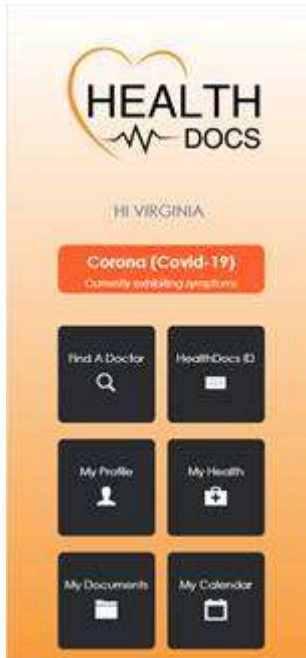 HEALTH
DOCS
HI VIRGINIA
Corona (Covid-19)
Currently exhibiting symptoms
Find A Doctor
HealthDocs ID
My Profile
My Health
My Documents
My Calendar